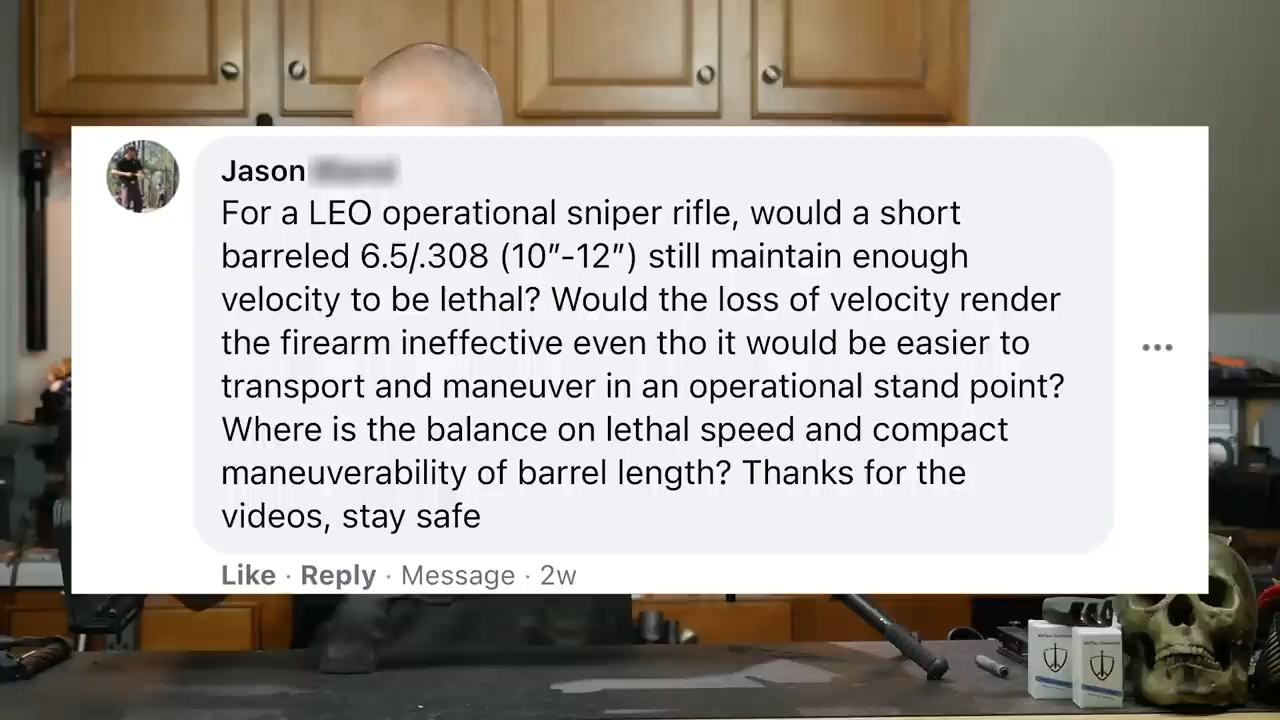 Jason
For a LEO operational sniper rifle, would a short
barreled 6.5/.308 (10"-12") still maintain enough
velocity to be lethal? Would the loss of velocity render
the firearm ineffective even tho it would be easier to
transport and maneuver in an operational stand point?
Where is the balance on lethal speed and compact
maneuverability of barrel length? Thanks for the
videos, stay safe
Like · Reply · Message · 2w